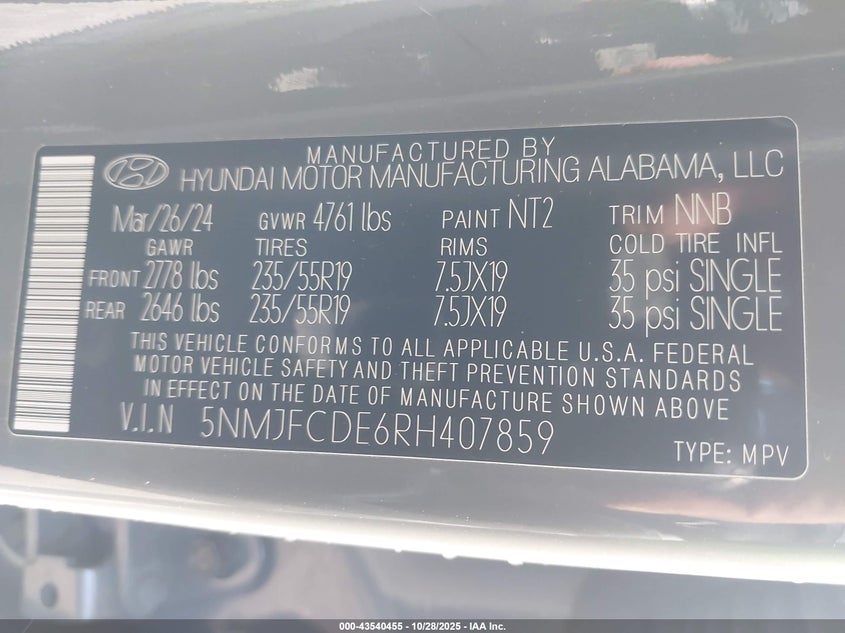 MANUFACTURED BY
HYUNDAI MOTOR MANUFACTURING ALABAMA, LLC
Mar/26/24 GVWR 4761 lbs PAINT NT2 TRIM NNB
GAWR TIRES RIMS COLD TIRE INFL
FRONT 2778 lbs 235/55R19 7.5JX19 35 psi SINGLE
REAR 2646 lbs 235/55R19 7.5JX19 35 psi SINGLE
THIS VEHICLE CONFORMS TO ALL APPLICABLE U.S.A. FEDERAL
MOTOR VEHICLE SAFETY AND THEFT PREVENTION STANDARDS
IN EFFECT ON THE DATE OF MANUFACTURE SHOWN ABOVE
V.I.N 5NMJFCDE6RH407859
TYPE: MPV
000-43540455 - 10/28/2025 - IAA Inc.